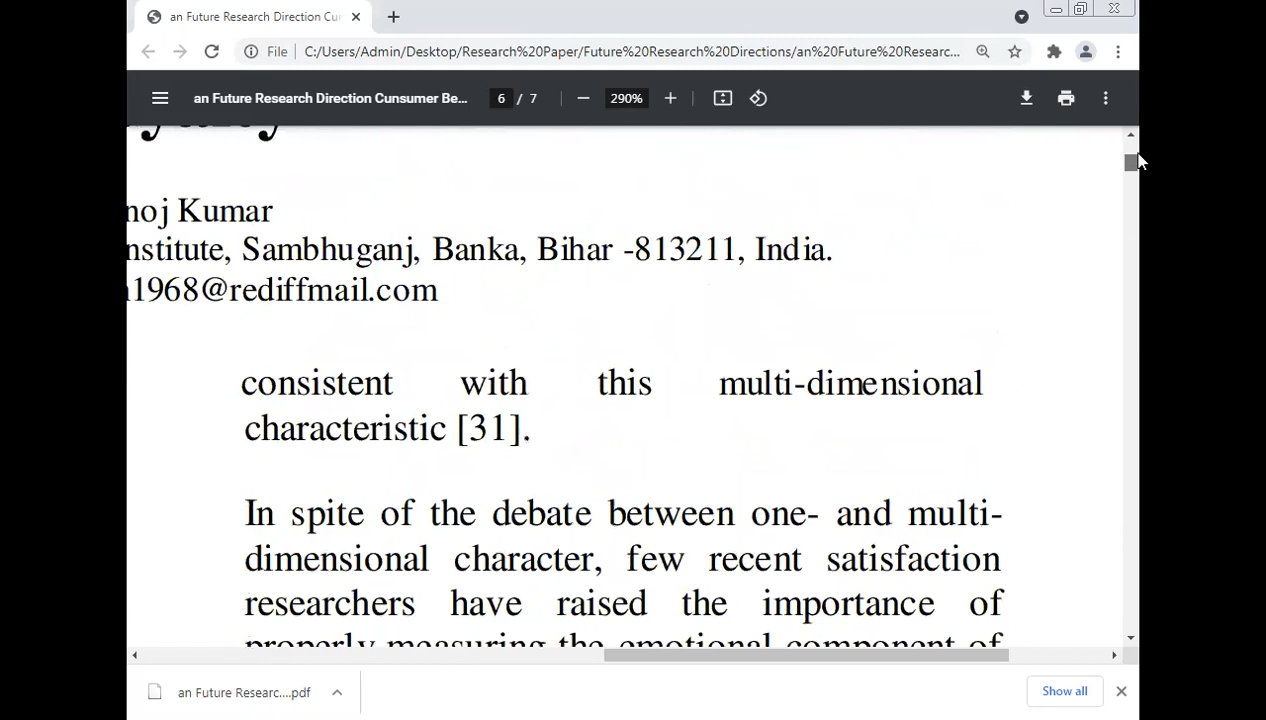 an Future Research Direction Cur
File C:/Users/Admin/Desktop/Research%20Paper/Future%20Research%20Directions/an%20Future%20Researc...
an Future Research Direction Cunsumer Be... 6 / 7 290%
noj Kumar
nstitute, Sambhuganj, Banka, Bihar -813211, India.
1968@rediffmail.com
consistent with this multi-dimensional
characteristic [31].
In spite of the debate between one- and multi-
dimensional character, few recent satisfaction
researchers have raised the importance of
properly measuring the emotional component of
an Future Researc....pdf
Show all